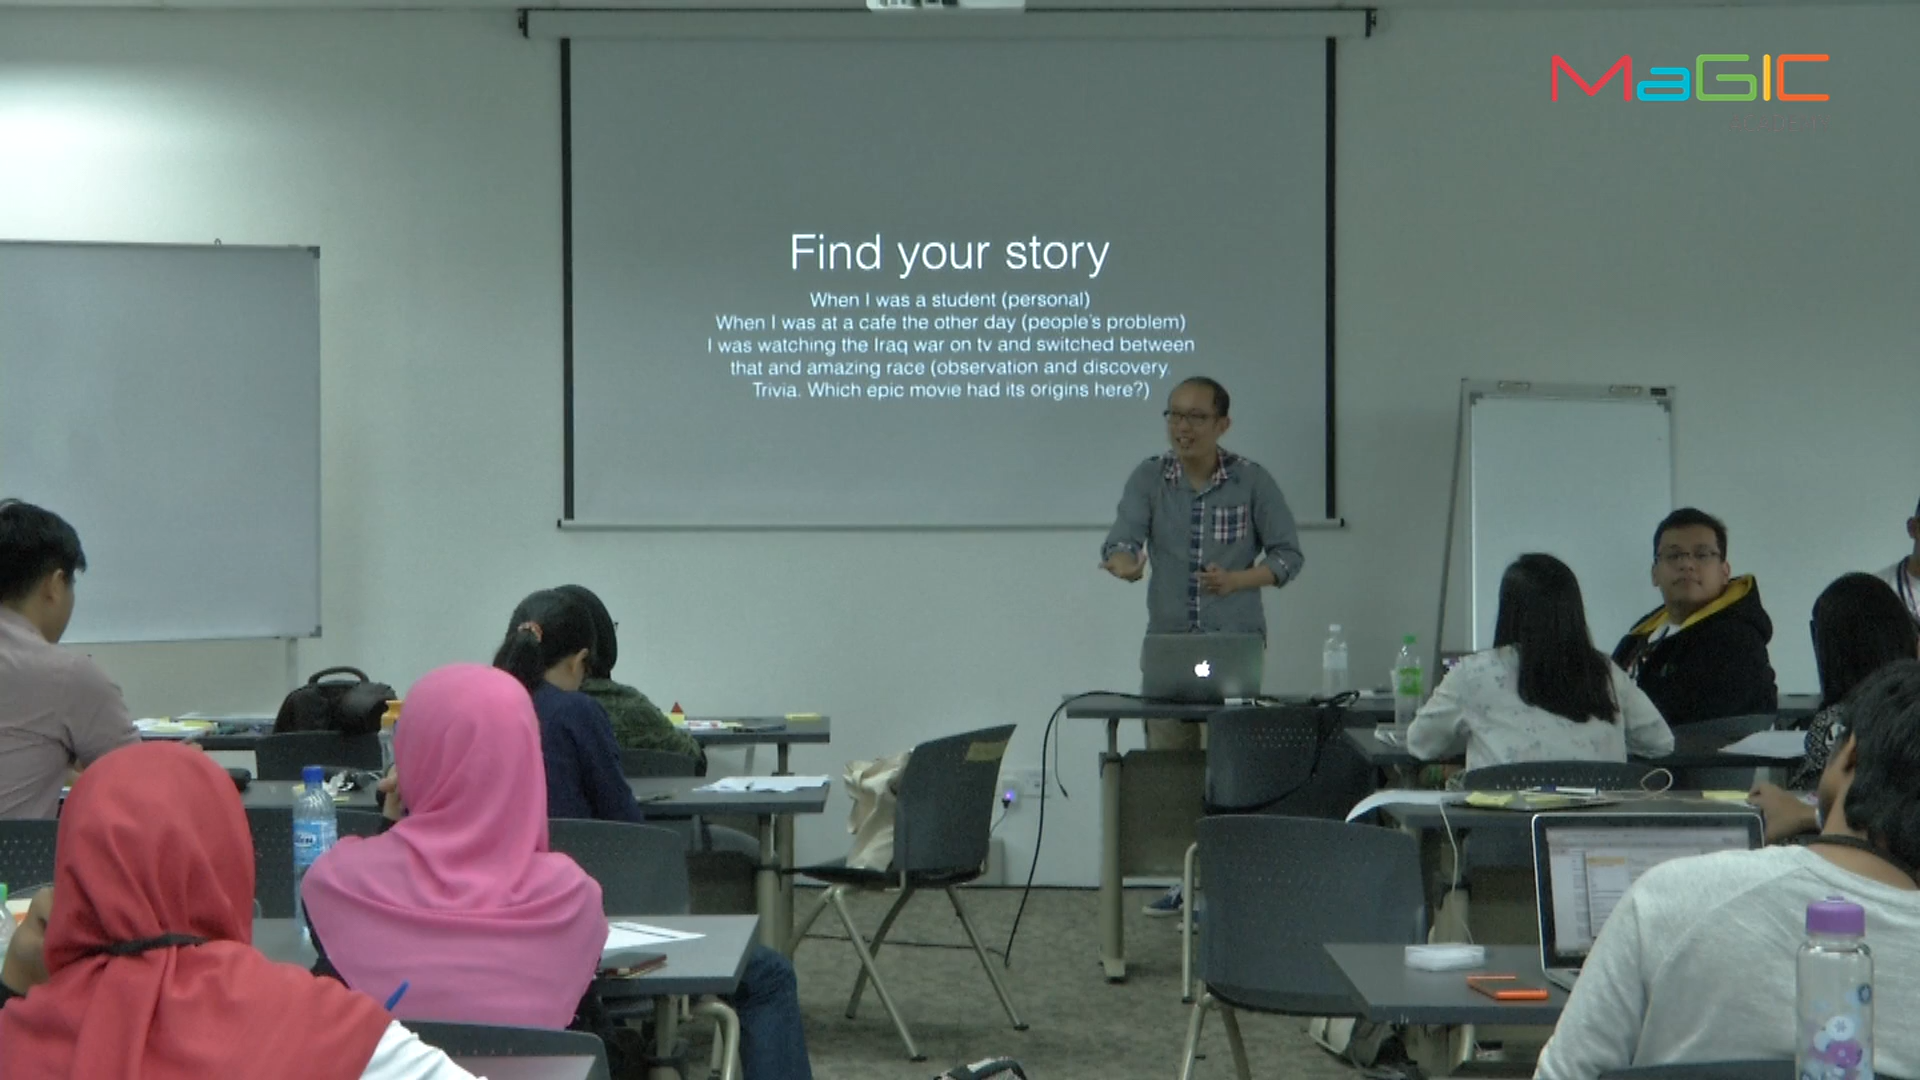 MaGIC
ACADEMY
Find your story
When I was a student (personal)
When I was at a cafe the other day (people's problem)
I was watching the Iraq war on tv and switched between
that and amazing race (observation and discovery.
Trivia. Which epic movie had its origins here?)